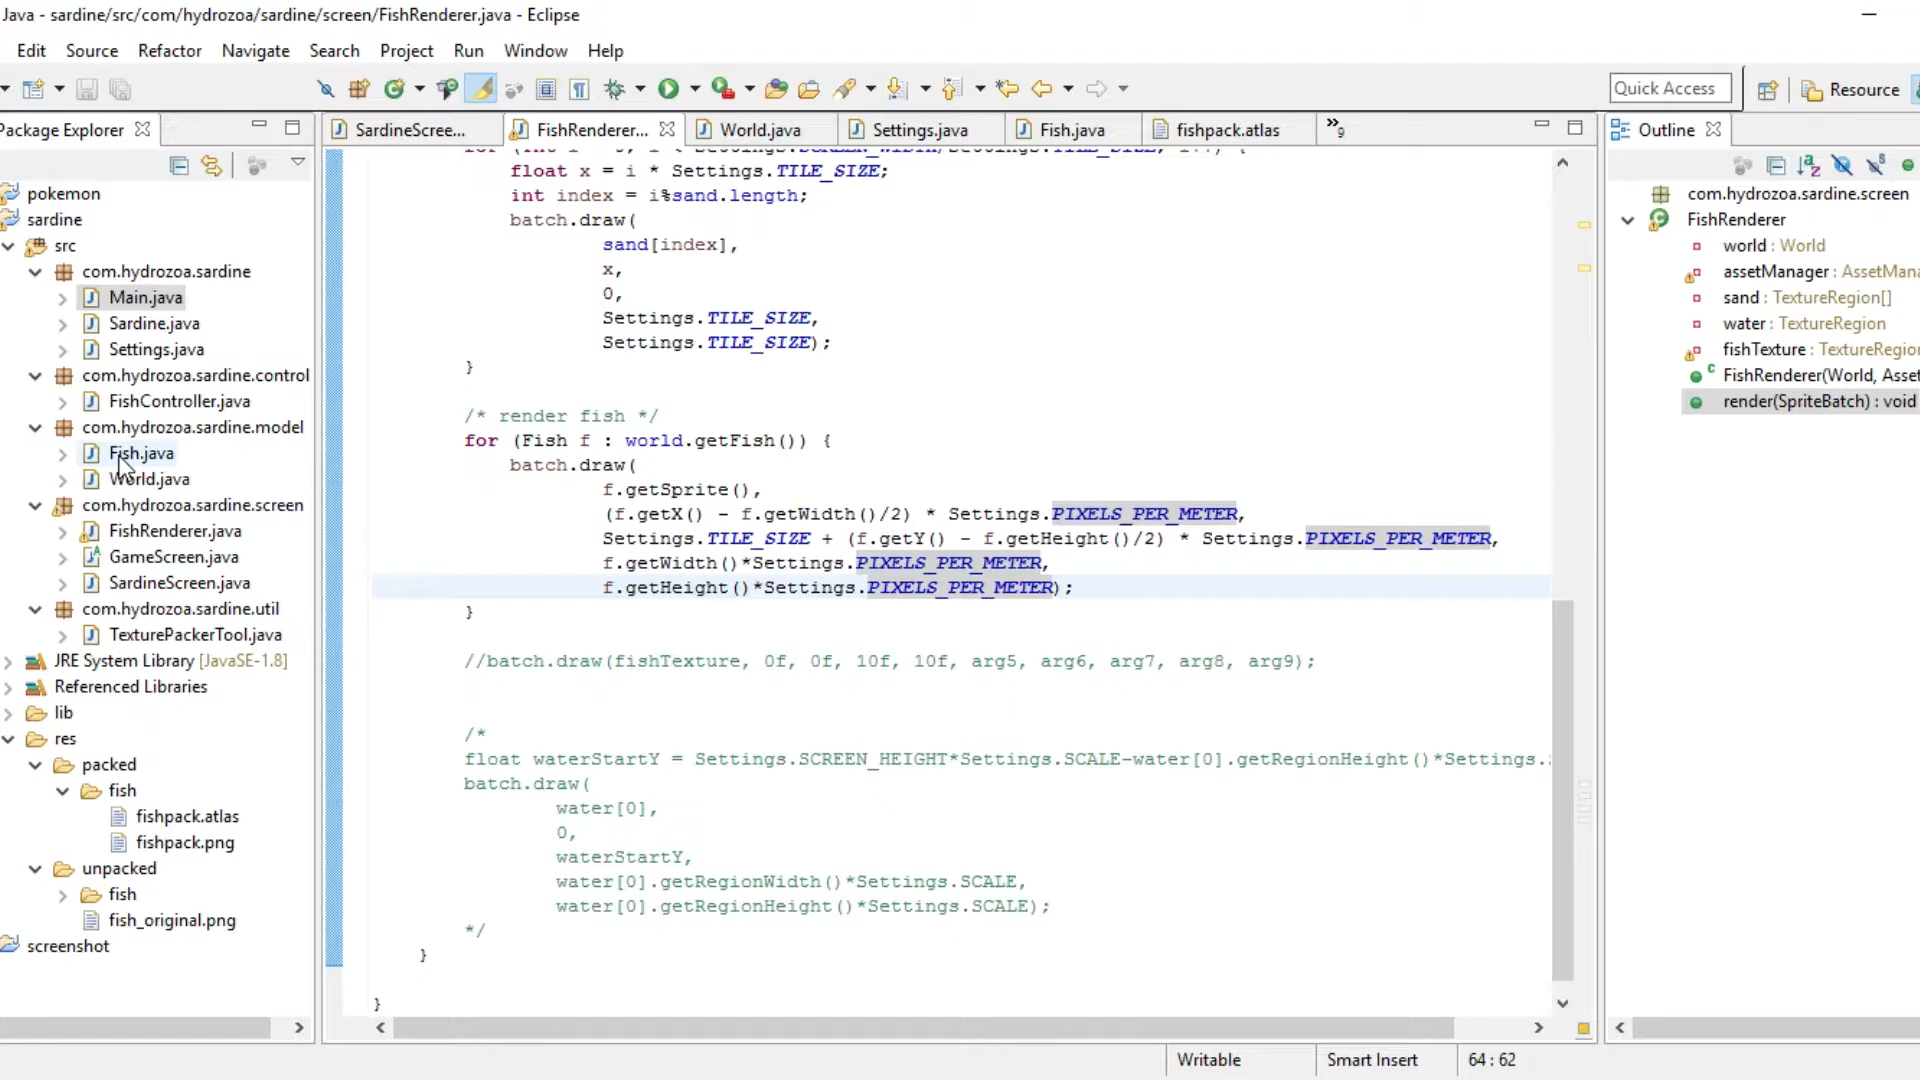 Java - sardine/src/com/hydrozoa/sardine/screen/FishRenderer.java - Eclipse
Edit Source Refactor Navigate Search Project Run Window Help
Quick Access
Resource
Package Explorer
SardineScree...
FishRenderer...
World.java
Settings.java
Fish.java
fishpack.atlas
»9
Outline
pokemon
sardine
src
com.hydrozoa.sardine
Main.java
Sardine.java
Settings.java
com.hydrozoa.sardine.control
FishController.java
com.hydrozoa.sardine.model
Fish.java
World.java
com.hydrozoa.sardine.screen
FishRenderer.java
GameScreen.java
SardineScreen.java
com.hydrozoa.sardine.util
TexturePackerTool.java
JRE System Library [JavaSE-1.8]
Referenced Libraries
lib
res
packed
fish
fishpack.atlas
fishpack.png
unpacked
fish
fish_original.png
screenshot
float x = i * Settings.TILE_SIZE;
int index = i%sand.length;
batch.draw(
sand[index],
x,
0,
Settings.TILE_SIZE,
Settings.TILE_SIZE);
}
/* render fish */
for (Fish f : world.getFish()) {
batch.draw(
f.getSprite(),
(f.getX() - f.getWidth()/2) * Settings.PIXELS_PER_METER,
Settings.TILE_SIZE + (f.getY() - f.getHeight()/2) * Settings.PIXELS_PER_METER,
f.getWidth()*Settings.PIXELS_PER_METER,
f.getHeight()*Settings.PIXELS_PER_METER);
}
//batch.draw(fishTexture, 0f, 0f, 10f, 10f, arg5, arg6, arg7, arg8, arg9);
/*
float waterStartY = Settings.SCREEN_HEIGHT*Settings.SCALE-water[0].getRegionHeight()*Settings.
batch.draw(
water[0],
0,
waterStartY,
water[0].getRegionWidth()*Settings.SCALE,
water[0].getRegionHeight()*Settings.SCALE);
*/
}
}
com.hydrozoa.sardine.screen
FishRenderer
world : World
assetManager : AssetMana
sand : TextureRegion[]
water : TextureRegion
fishTexture : TextureRegio
FishRenderer(World, Asset
render(SpriteBatch) : void
Writable
Smart Insert
64 : 62